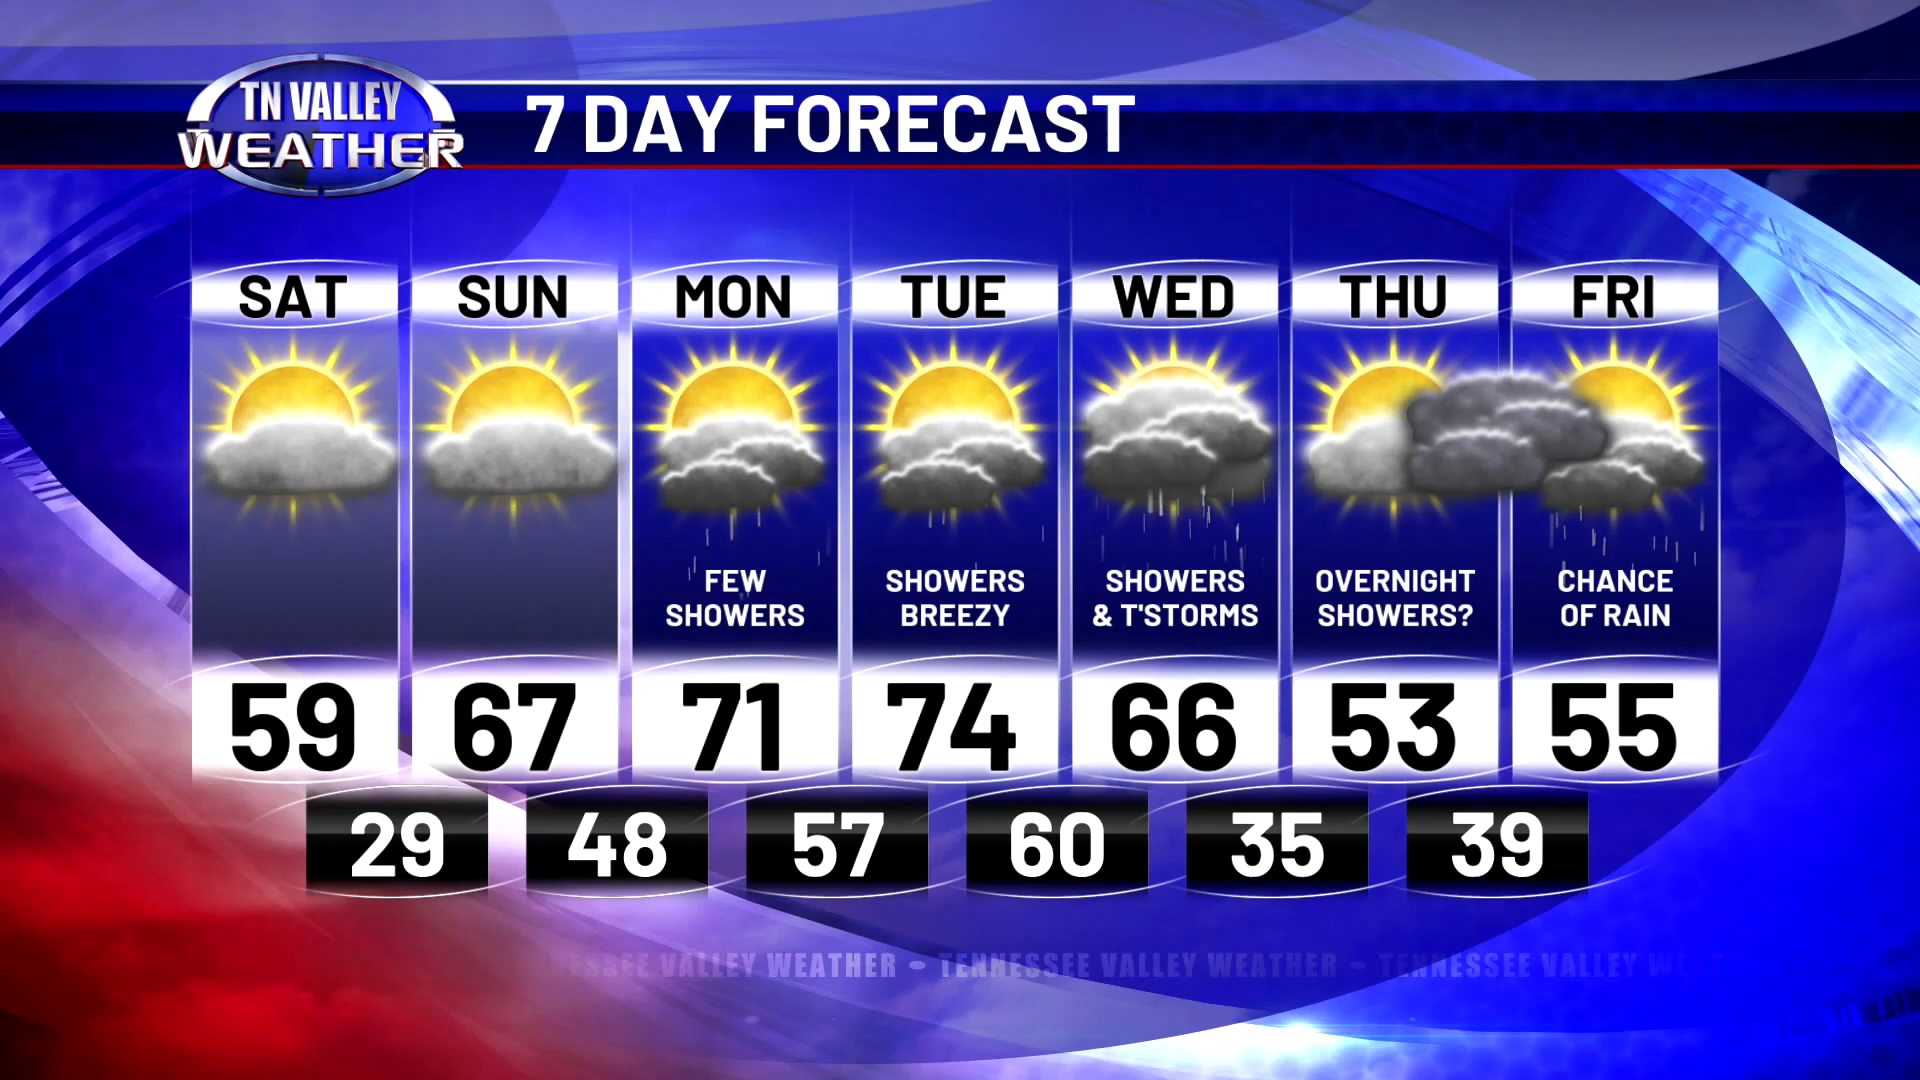 TN VALLEY
WEATHER
7 DAY FORECAST
SAT SUN MON TUE WED THU FRI
FEW SHOWERS
SHOWERS BREEZY
SHOWERS & T'STORMS
OVERNIGHT SHOWERS?
CHANCE OF RAIN
59 67 71 74 66 53 55
29 48 57 60 35 39
VALLEY WEATHER - TENNESSEE VALLEY WEATHER - TENNESSEE VALLEY